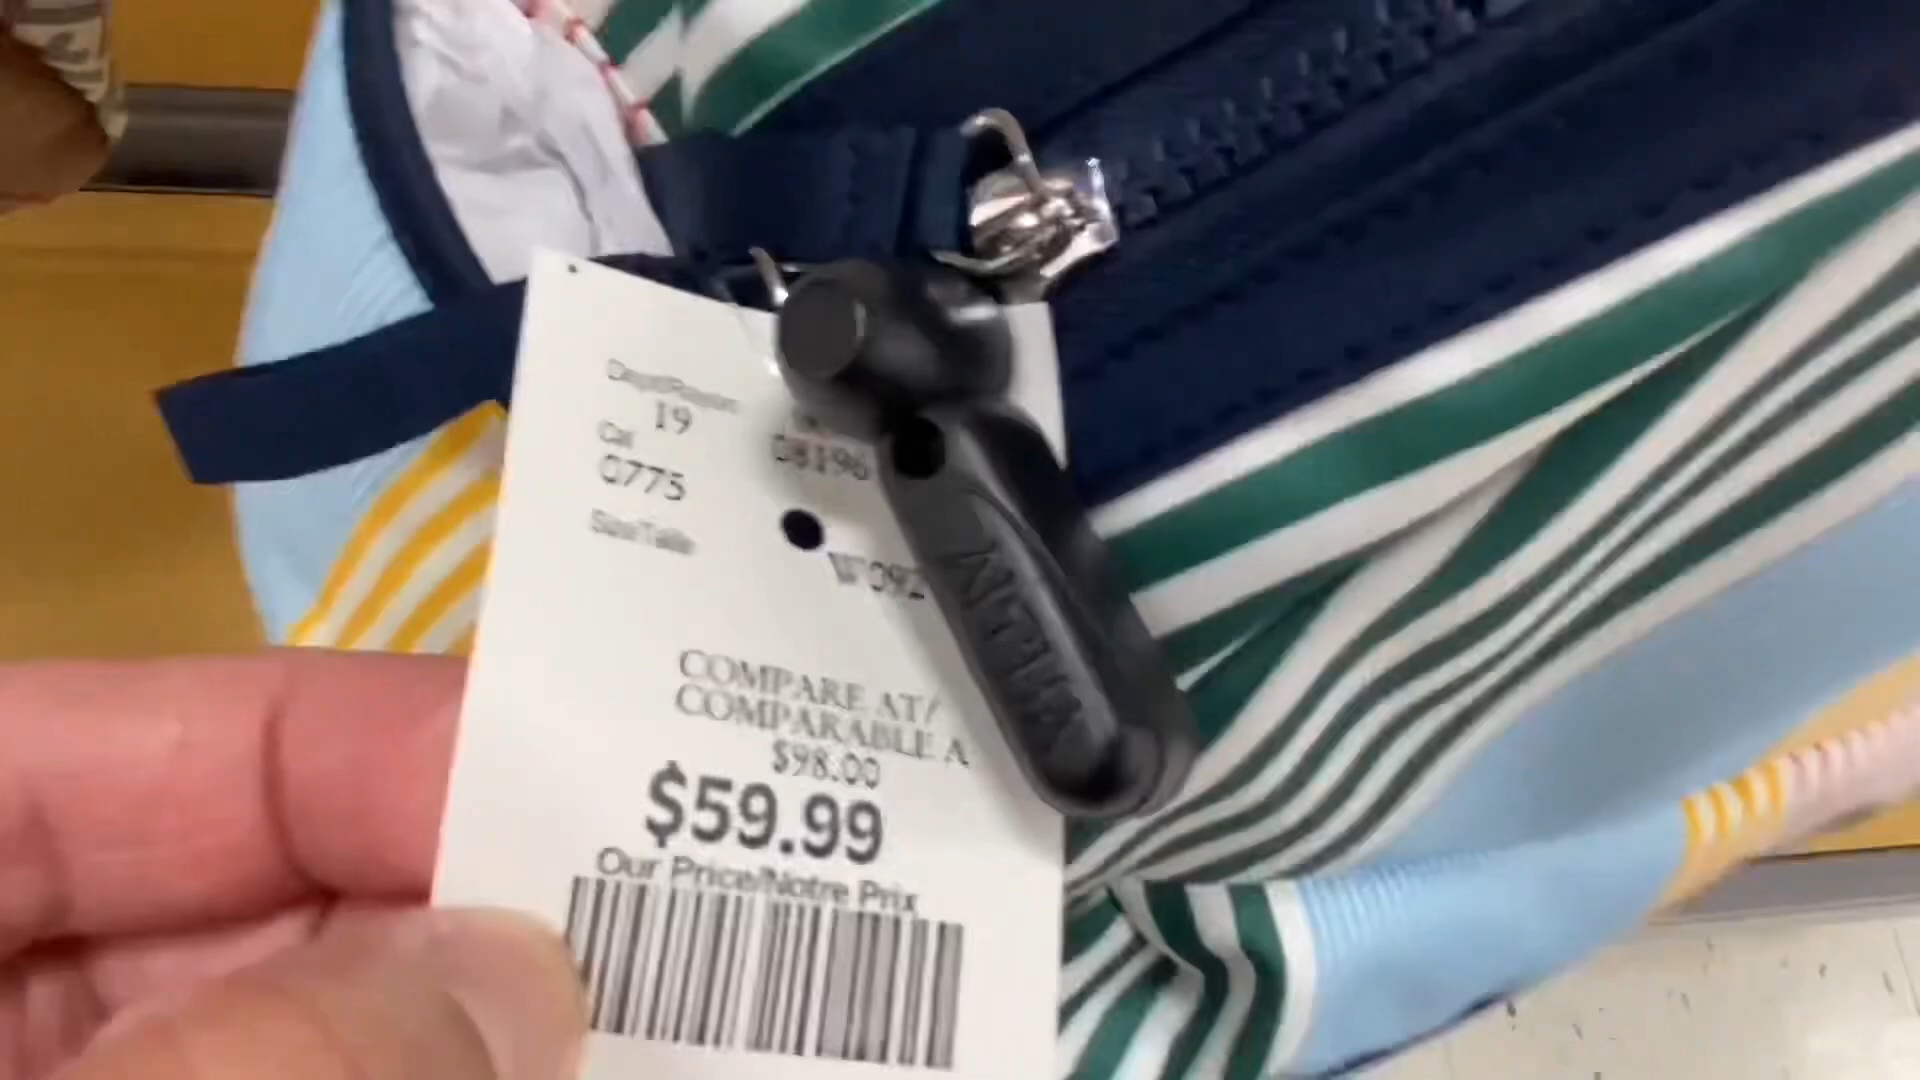 Dept/Rayon
19
Cat
0775
08196
Size/Taille
COMPARE AT/
COMPARABLE A
$98.00
$59.99
Our Price/Notre Prix